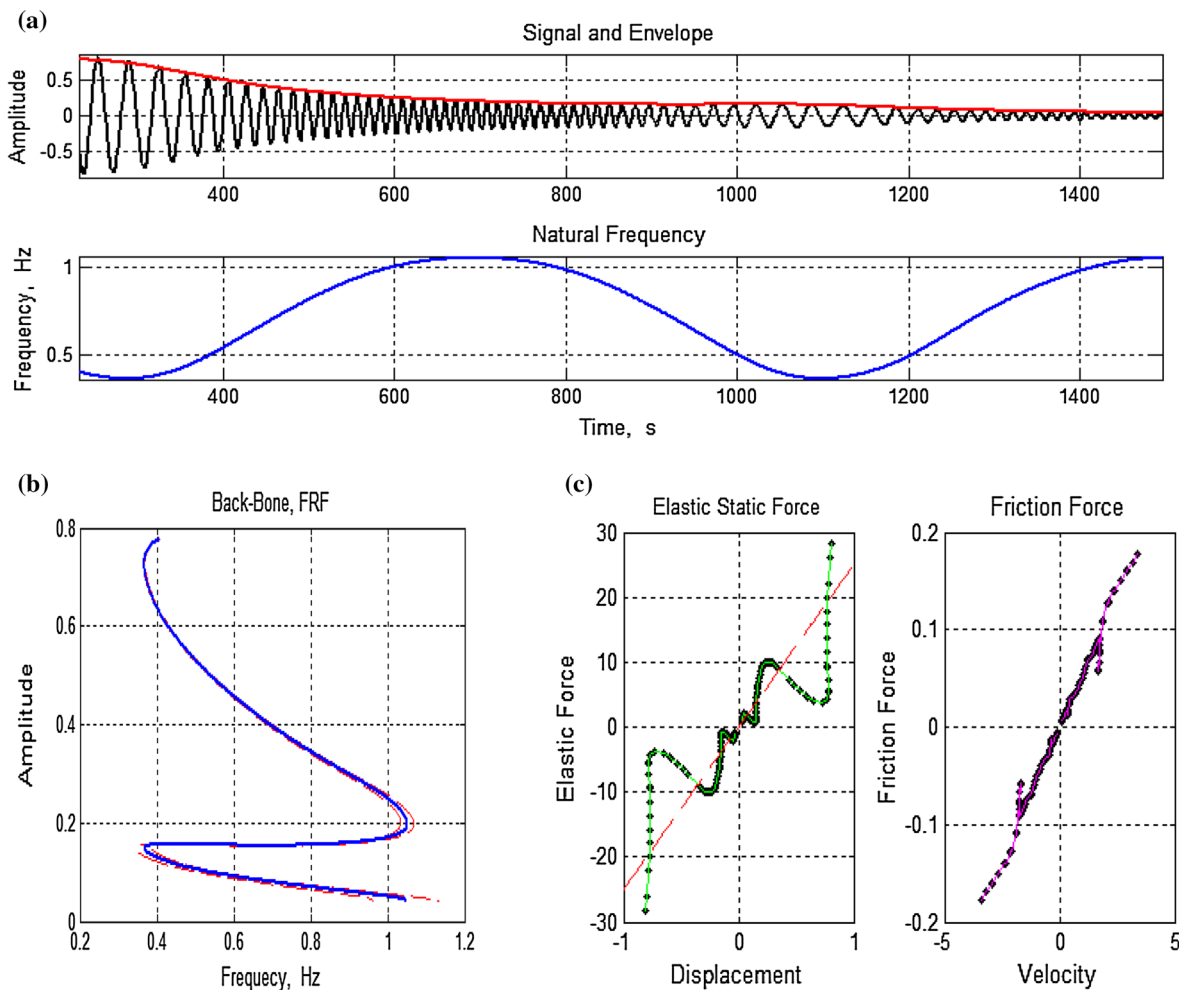 (a)
Signal and Envelope
Amplitude
0.5
0
-0.5
400
600
800
1000
1200
1400
Natural Frequency
Frequency, Hz
1
0.5
400
600
800
1000
1200
1400
Time, s
(b)
Back-Bone, FRF
Amplitude
0.8
0.6
0.4
0.2
0
0.2
0.4
0.6
0.8
1
1.2
Frequecy, Hz
(c)
Elastic Static Force
Elastic Force
30
20
10
0
-10
-20
-30
-1
0
1
Displacement
Friction Force
Friction Force
0.2
0.1
0
-0.1
-0.2
-5
0
5
Velocity